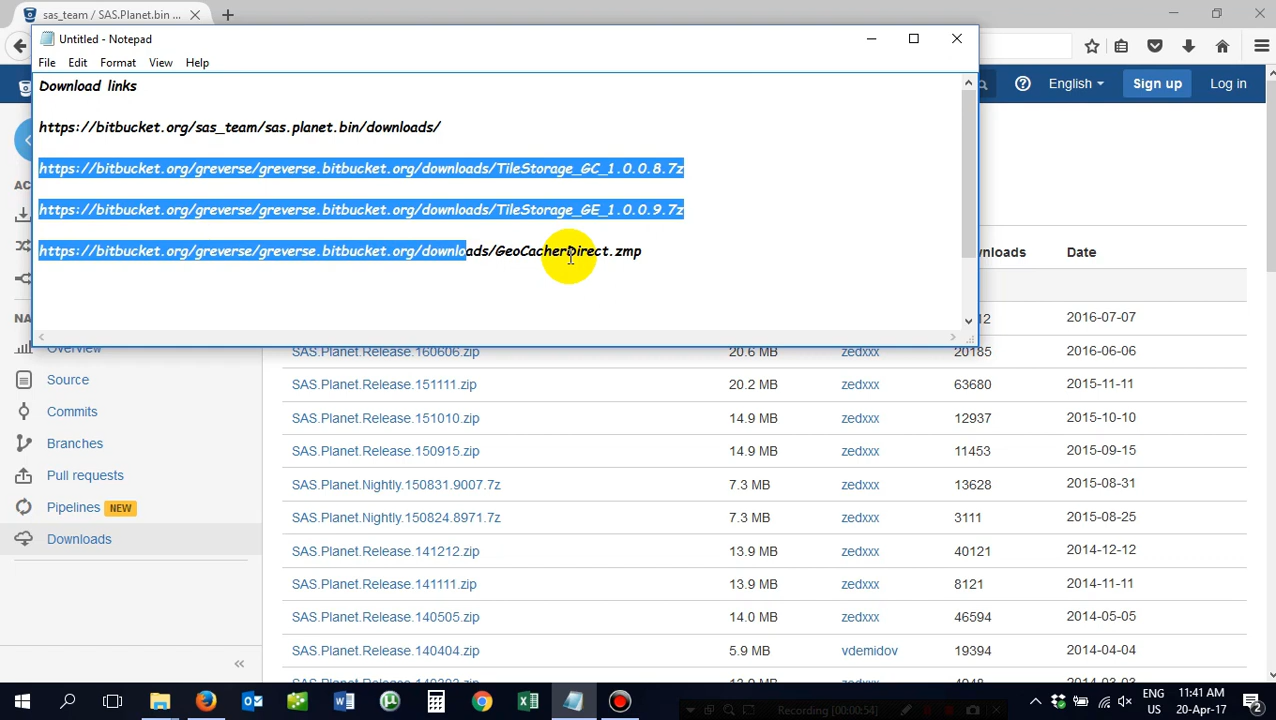 sas_team / SAS.Planet.bin ...
Untitled - Notepad
File Edit Format View Help
Download links
https://bitbucket.org/sas_team/sas.planet.bin/downloads/
https://bitbucket.org/greverse/greverse.bitbucket.org/downloads/TileStorage_GC_1.0.0.8.7z
https://bitbucket.org/greverse/greverse.bitbucket.org/downloads/TileStorage_GE_1.0.0.9.7z
https://bitbucket.org/greverse/greverse.bitbucket.org/downloads/GeoCacherDirect.zmp
English Sign up Log in
AC
NA
wnloads Date
12 2016-07-07
Overview
SAS.Planet.Release.160606.zip 20.6 MB zedxxx 20185 2016-06-06
Source
SAS.Planet.Release.151111.zip 20.2 MB zedxxx 63680 2015-11-11
Commits
SAS.Planet.Release.151010.zip 14.9 MB zedxxx 12937 2015-10-10
Branches
SAS.Planet.Release.150915.zip 14.9 MB zedxxx 11453 2015-09-15
Pull requests
SAS.Planet.Nightly.150831.9007.7z 7.3 MB zedxxx 13628 2015-08-31
Pipelines NEW
SAS.Planet.Nightly.150824.8971.7z 7.3 MB zedxxx 3111 2015-08-25
Downloads
SAS.Planet.Release.141212.zip 13.9 MB zedxxx 40121 2014-12-12
SAS.Planet.Release.141111.zip 13.9 MB zedxxx 8121 2014-11-11
SAS.Planet.Release.140505.zip 14.0 MB zedxxx 46594 2014-05-05
SAS.Planet.Release.140404.zip 5.9 MB vdemidov 19394 2014-04-04
ENG 11:41 AM
US 20-Apr-17
Recording [00:00:54]
2